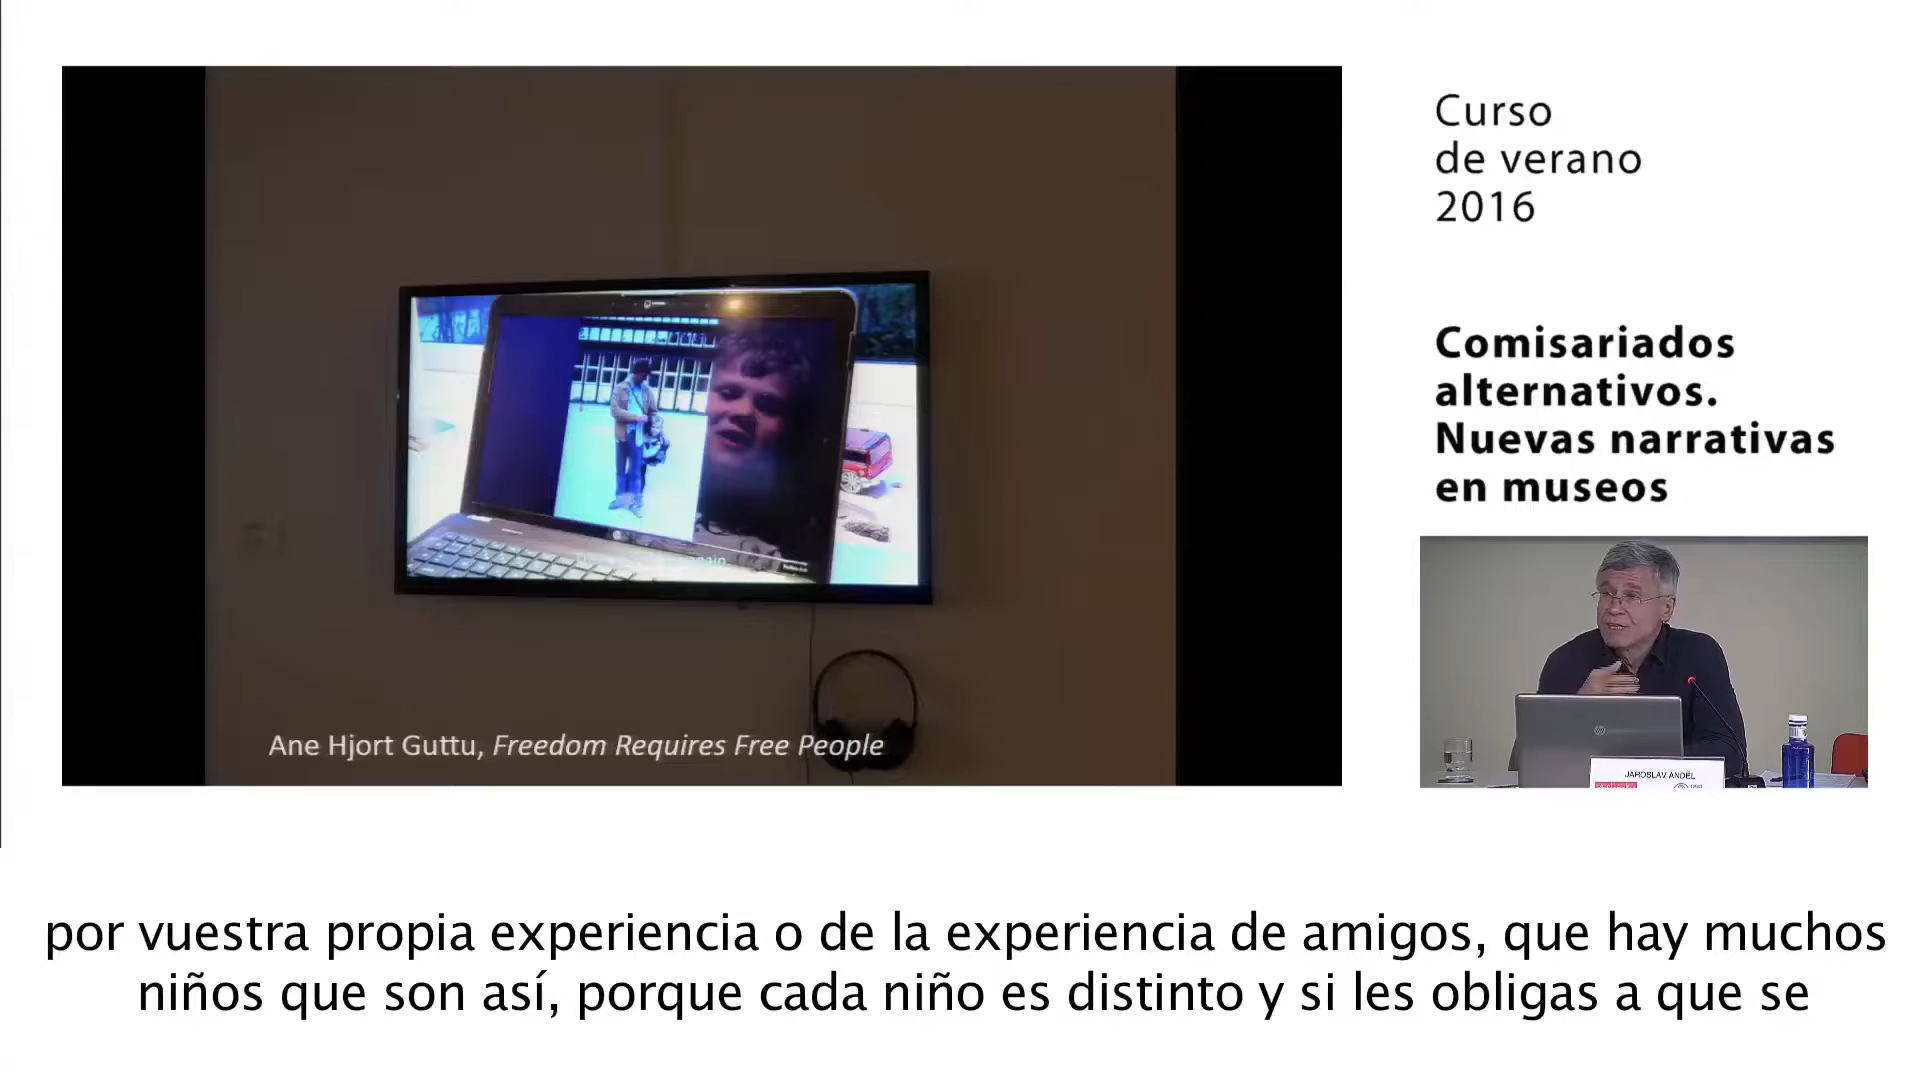 Curso
de verano
2016
Comisariados
alternativos.
Nuevas narrativas
en museos
Ane Hjort Guttu, Freedom Requires Free People
JAROSLAV ANDĚL
por vuestra propia experiencia o de la experiencia de amigos, que hay muchos
niños que son así, porque cada niño es distinto y si les obligas a que se